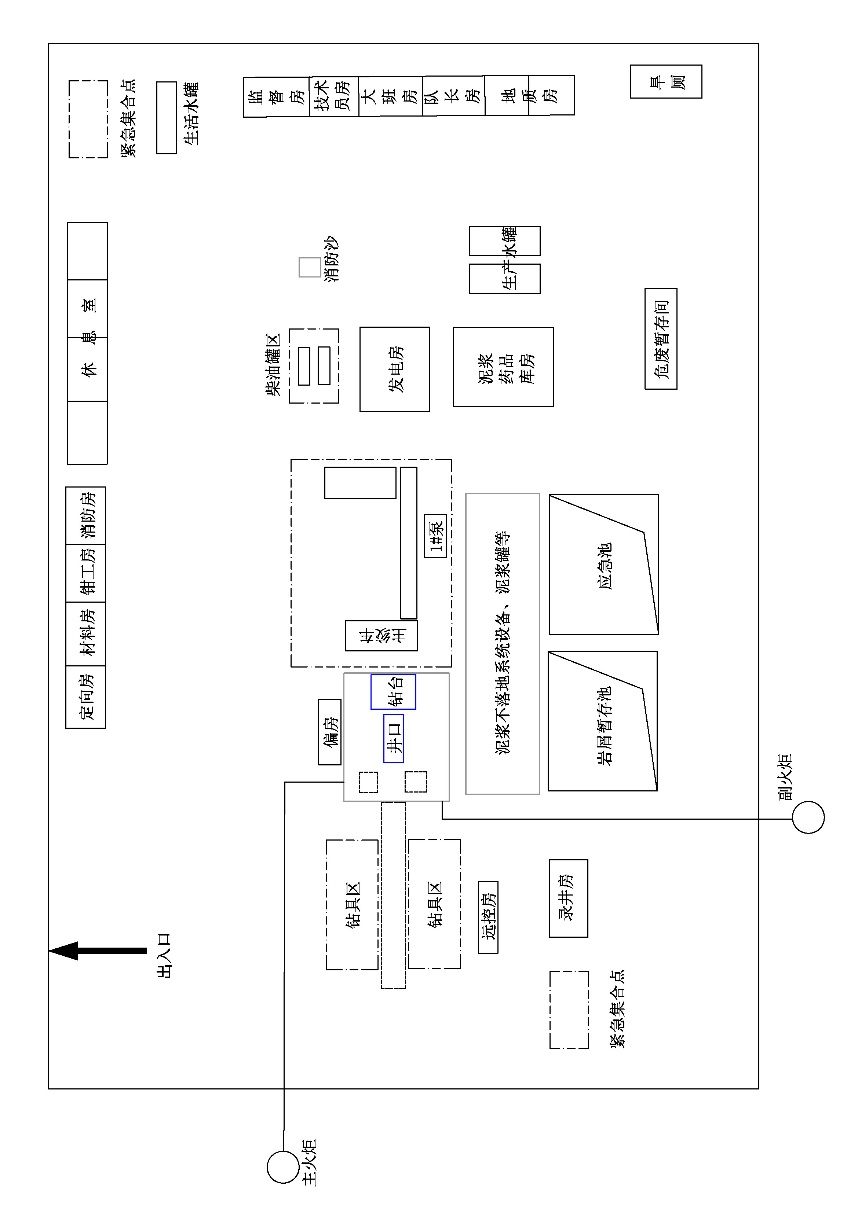 紧急集合点
生活水罐
监督房
技术员房
大班房
队长房
地质房
旱厕
休息室
消防沙
生产水罐
柴油罐区
发电房
泥浆
药品
库房
危废暂存间
定向房
材料房
钳工房
消防房
1#泵
主绞车
泥浆不落地系统设备、泥浆罐等
应急池
偏房
钻台
井口
岩屑暂存池
副火炬
钻具区
钻具区
远控房
录井房
出入口
紧急集合点
主火炬